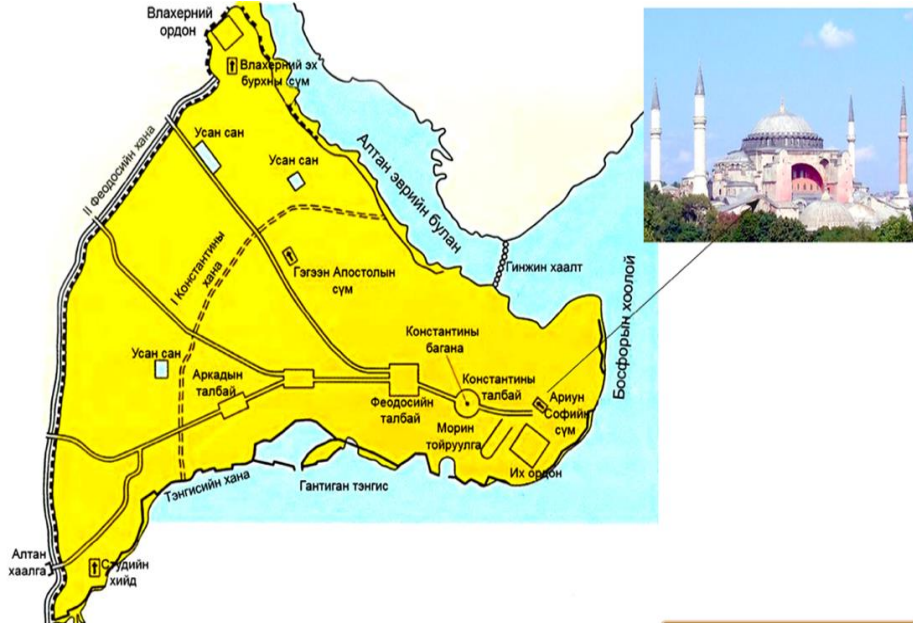 Влахерний
ордон
Влахерний эх
бурхны сүм
Усан сан
Усан сан
Алтан эврийн булан
II Феодосийн хана
I Константины
хана
Гэгээн Апостолын
сүм
Гинжин хаалт
Босфорын хоолой
Константины
багана
Усан сан
Аркадын
талбай
Константины
талбай
Феодосийн
талбай
Ариун
Софийн
сүм
Морин
тойруулга
Их ордон
Тэнгисийн хана
Гантиган тэнгис
Алтан
хаалга
Студийн
хийд